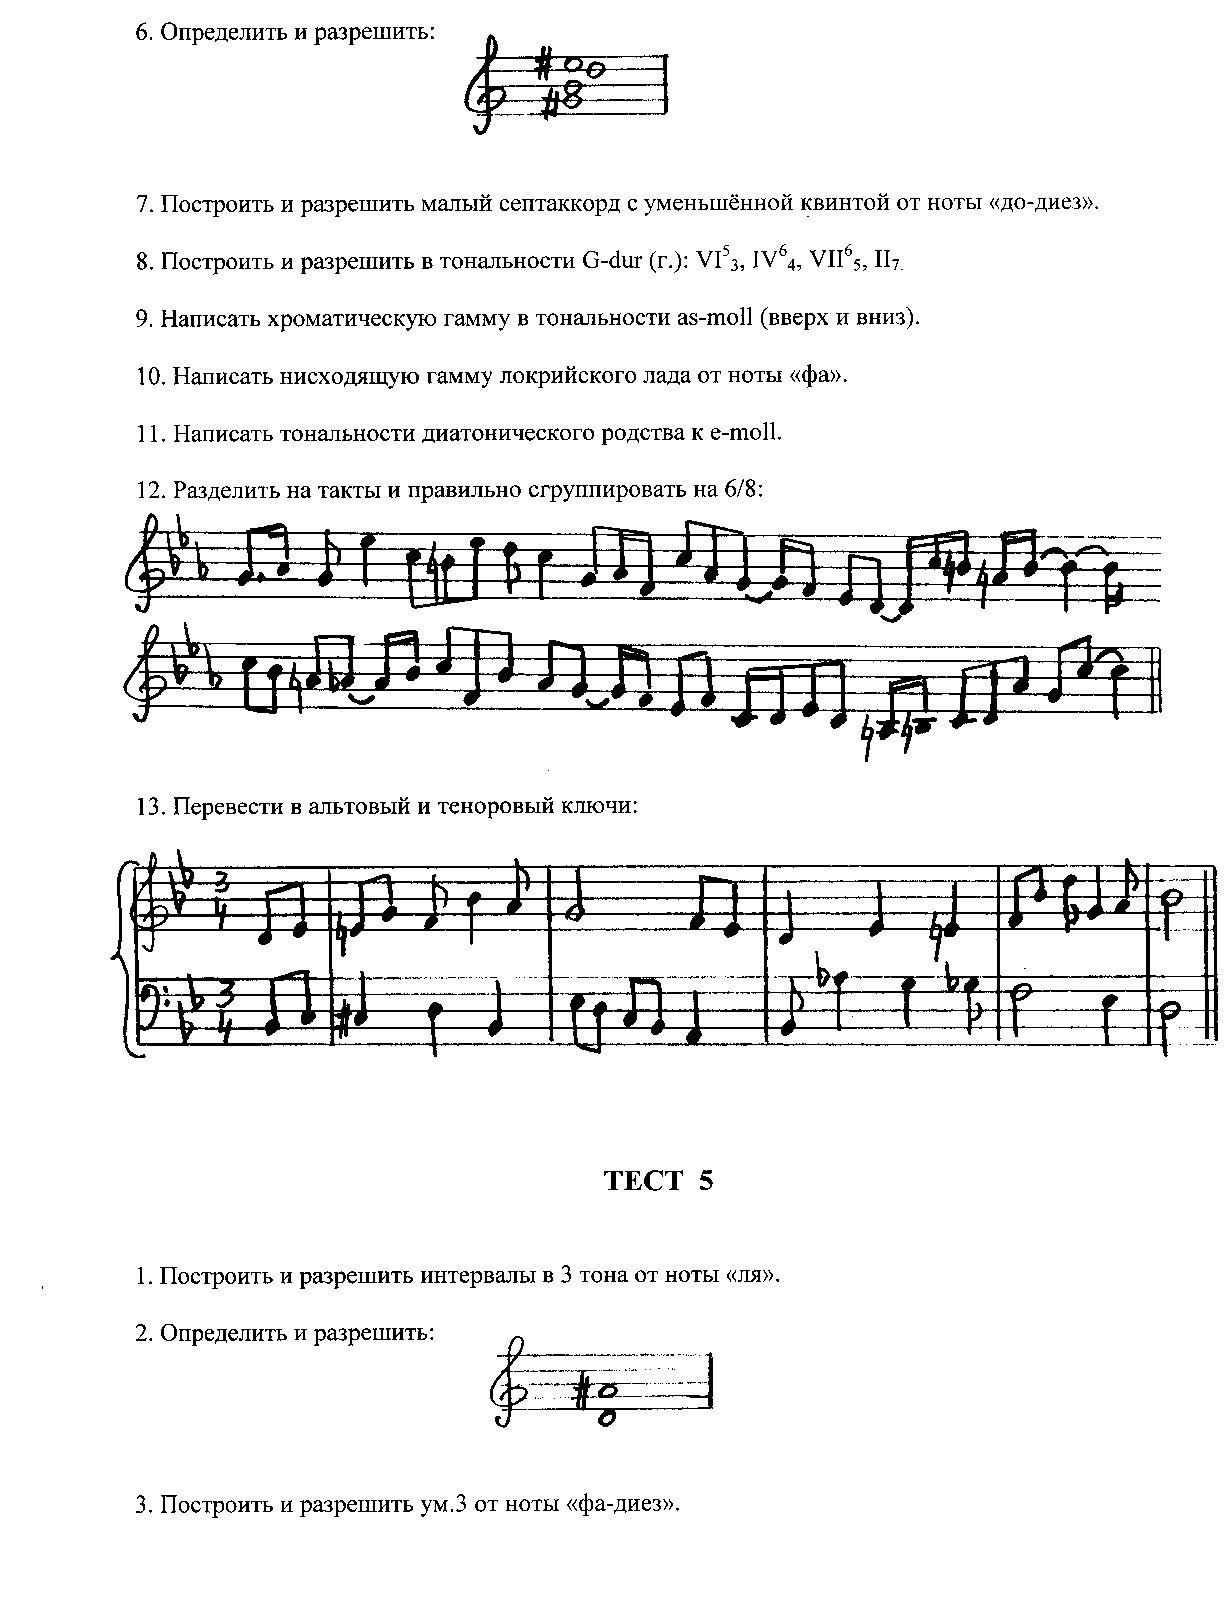 6. Определить и разрешить:
7. Построить и разрешить малый септаккорд с уменьшённой квинтой от ноты «до-диез».
8. Построить и разрешить в тональности G-dur (г.): VI⁵₃, IV⁶₄, VII⁶₅, II₇.
9. Написать хроматическую гамму в тональности as-moll (вверх и вниз).
10. Написать нисходящую гамму локрийского лада от ноты «фа».
11. Написать тональности диатонического родства к e-moll.
12. Разделить на такты и правильно сгруппировать на 6/8:
13. Перевести в альтовый и теноровый ключи:
3
4
3
4
ТЕСТ 5
1. Построить и разрешить интервалы в 3 тона от ноты «ля».
2. Определить и разрешить:
3. Построить и разрешить ум.3 от ноты «фа-диез».